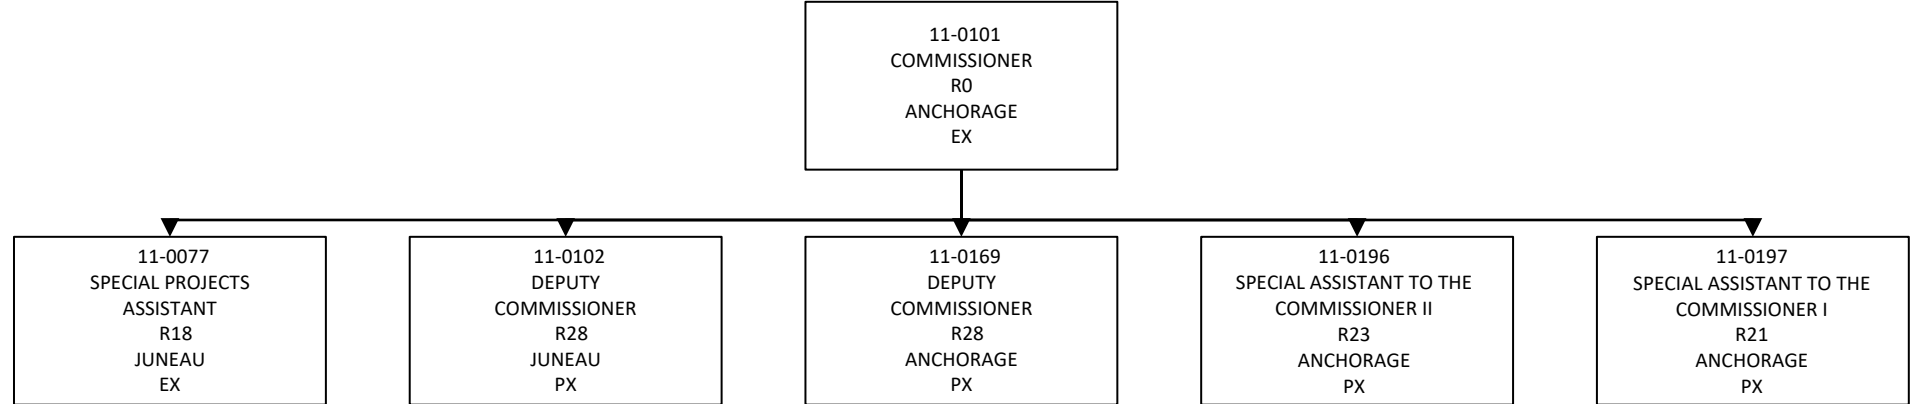 11-0101
COMMISSIONER
R0
ANCHORAGE
EX
11-0077
SPECIAL PROJECTS
ASSISTANT
R18
JUNEAU
EX
11-0102
DEPUTY
COMMISSIONER
R28
JUNEAU
PX
11-0169
DEPUTY
COMMISSIONER
R28
ANCHORAGE
PX
11-0196
SPECIAL ASSISTANT TO THE
COMMISSIONER II
R23
ANCHORAGE
PX
11-0197
SPECIAL ASSISTANT TO THE
COMMISSIONER I
R21
ANCHORAGE
PX